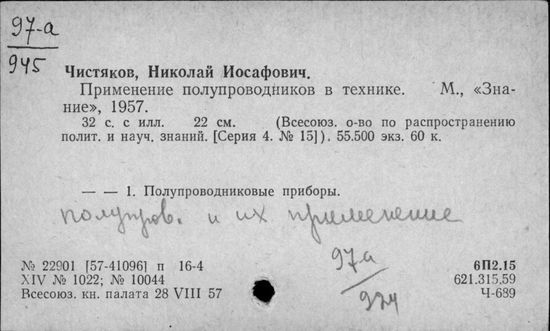 97-а
945
Чистяков, Николай Иосафович.
Применение полупроводников в технике. М., «Зна-
ние», 1957.
32 с. с илл. 22 см. (Всесоюз. о-во по распространению
полит. и науч. знаний. [Серия 4. № 15]). 55.500 экз. 60 к.
— — 1. Полупроводниковые приборы.
полупров. и их применение
№ 22901 [57-41096] п 16-4
97а
6П2.15
XIV № 1022; № 10044
621.315.59
Всесоюз. кн. палата 28 VIII 57
974
Ч-689